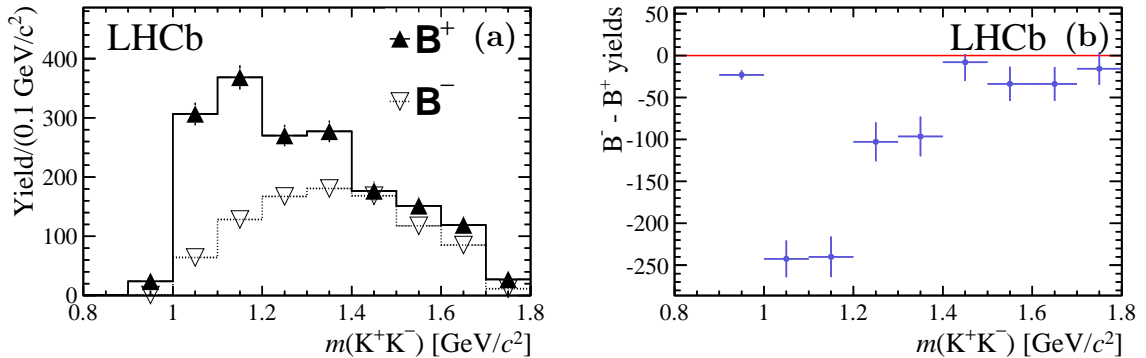 LHCb
(a)
B⁺
B⁻
Yield/(0.1 GeV/c²)
400
300
200
100
0
0.8 1 1.2 1.4 1.6 1.8
m(K⁺K⁻) [GeV/c²]
LHCb (b)
B⁻ - B⁺ yields
50
0
-50
-100
-150
-200
-250
0.8 1 1.2 1.4 1.6 1.8
m(K⁺K⁻) [GeV/c²]